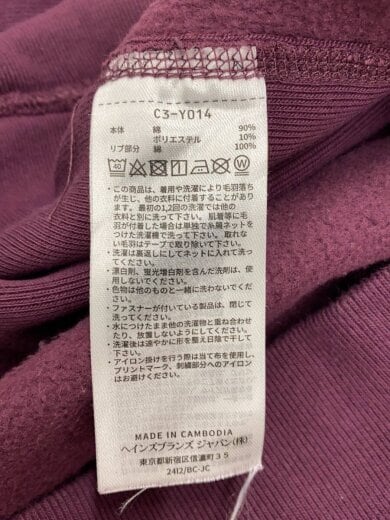 C3-Y014
本体 綿 90%
ポリエステル 10%
リブ部分 綿 100%
40
・この商品は、着用や洗濯により毛羽落ち
が生じ、他の衣料に付着することがあり
ます。最初の1,2回の洗濯では他の
衣料と別に洗って下さい。肌着等に毛
羽が付着した場合は単独で糸屑ネットを
つけた洗濯機で洗って下さい。取れな
い毛羽はテープで取り除いて下さい。
・洗濯は裏返しにしてネットに入れて洗っ
てください。
・漂白剤、蛍光増白剤を含んだ洗剤は、使
用しないでください。
・色物は他のものと一緒に洗わないでくだ
さい。
・ファスナーが付いている製品は、閉じて
洗ってください。
・水につけたまま他の洗濯物と重ね合わせ
たり、放置しないようにしてください。
・洗濯後は速やかに形を整え日陰で干して
下さい。
・アイロン掛けを行う際は当て布を使用し、
プリントマーク、刺繍部分へのアイロン
はお避けください。
MADE IN CAMBODIA
ヘインズブランズ ジャパン(株)
東京都新宿区信濃町35
2412/BC-JC